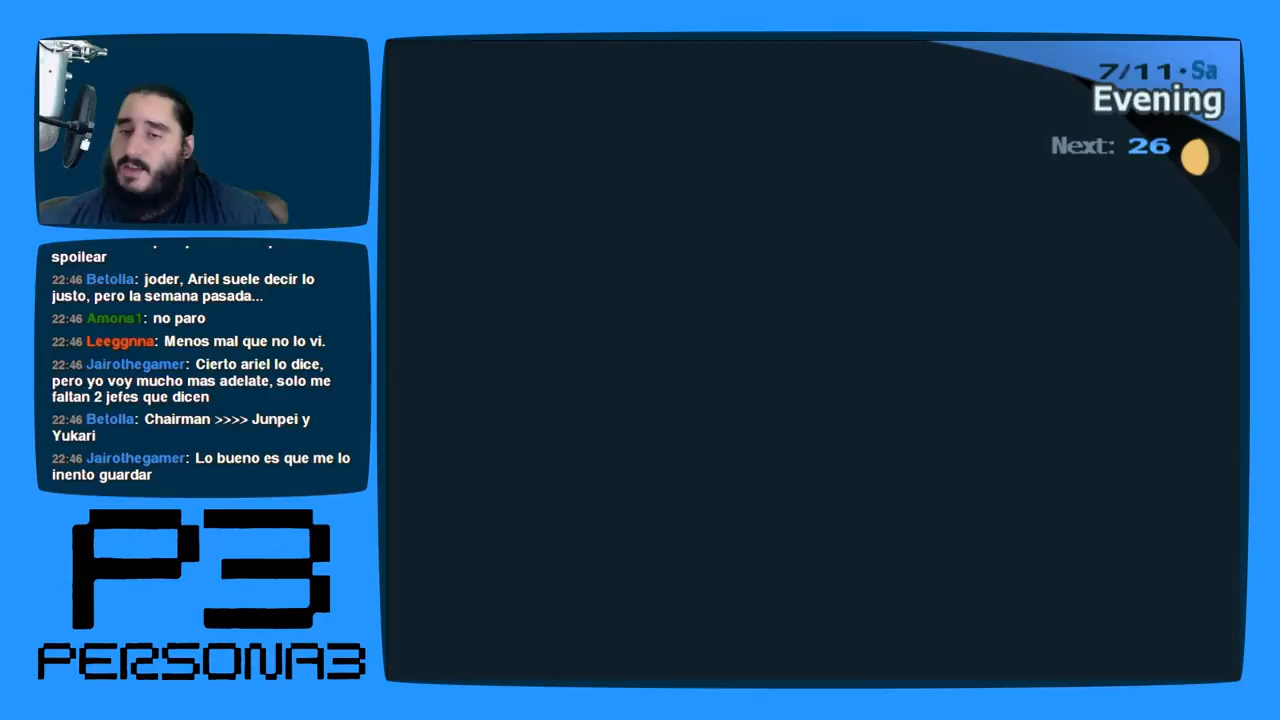 7/11・Sa
Evening
Next: 26
spoilear
22:46 Betolla: joder, Ariel suele decir lo
justo, pero la semana pasada...
22:46 Amons1: no paro
22:46 Leeggnna: Menos mal que no lo vi.
22:46 Jairothegamer: Cierto ariel lo dice,
pero yo voy mucho mas adelate, solo me
faltan 2 jefes que dicen
22:46 Betolla: Chairman >>>> Junpei y
Yukari
22:46 Jairothegamer: Lo bueno es que me lo
inento guardar
P3
PERSONA3